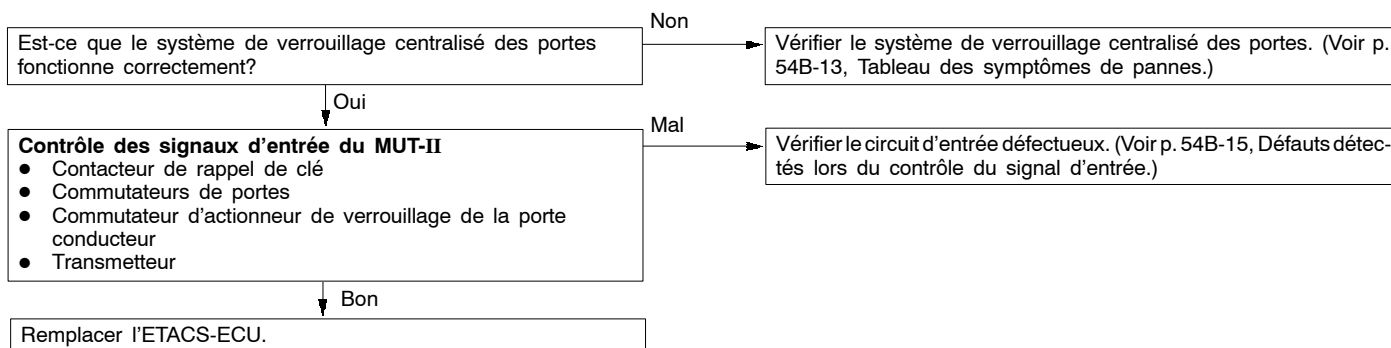 Non
Est-ce que le système de verrouillage centralisé des portes
fonctionne correctement?
Vérifier le système de verrouillage centralisé des portes. (Voir p.
54B-13, Tableau des symptômes de pannes.)
Oui
Mal
Contrôle des signaux d'entrée du MUT-II
● Contacteur de rappel de clé
● Commutateurs de portes
● Commutateur d'actionneur de verrouillage de la porte
conducteur
● Transmetteur
Vérifier le circuit d'entrée défectueux. (Voir p. 54B-15, Défauts détec-
tés lors du contrôle du signal d'entrée.)
Bon
Remplacer l'ETACS-ECU.